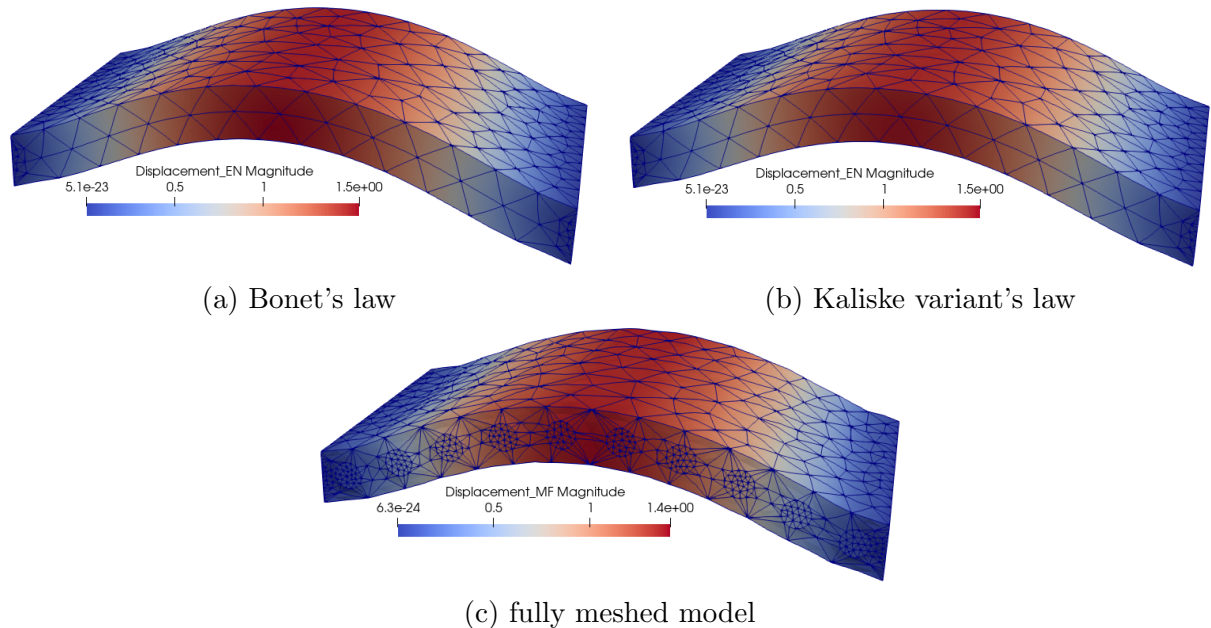 Displacement_EN Magnitude
5.1e-23 0.5 1 1.5e+00
(a) Bonet's law
Displacement_EN Magnitude
5.1e-23 0.5 1 1.5e+00
(b) Kaliske variant's law
Displacement_MF Magnitude
6.3e-24 0.5 1 1.4e+00
(c) fully meshed model